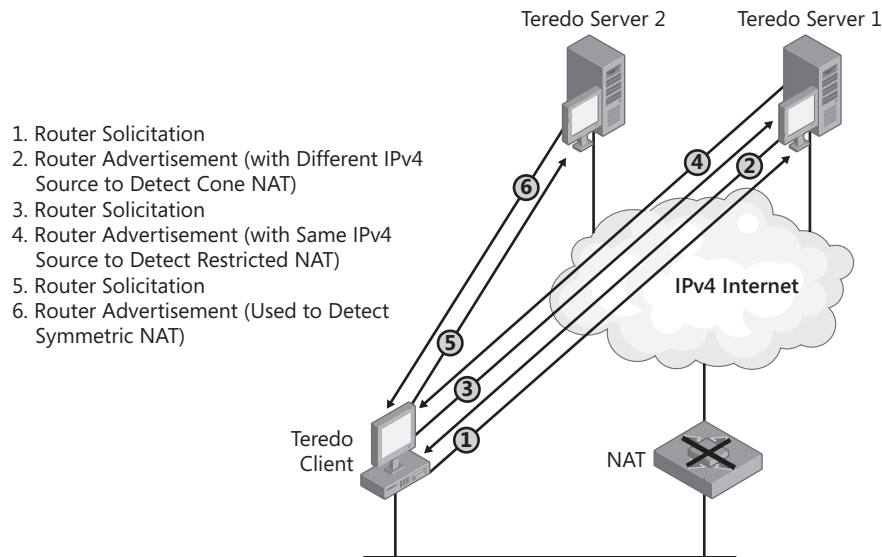 Teredo Server 2
Teredo Server 1
1. Router Solicitation
2. Router Advertisement (with Different IPv4
Source to Detect Cone NAT)
3. Router Solicitation
4. Router Advertisement (with Same IPv4
Source to Detect Restricted NAT)
5. Router Solicitation
6. Router Advertisement (Used to Detect
Symmetric NAT)
4
2
6
IPv4 Internet
5
3
1
Teredo
Client
NAT